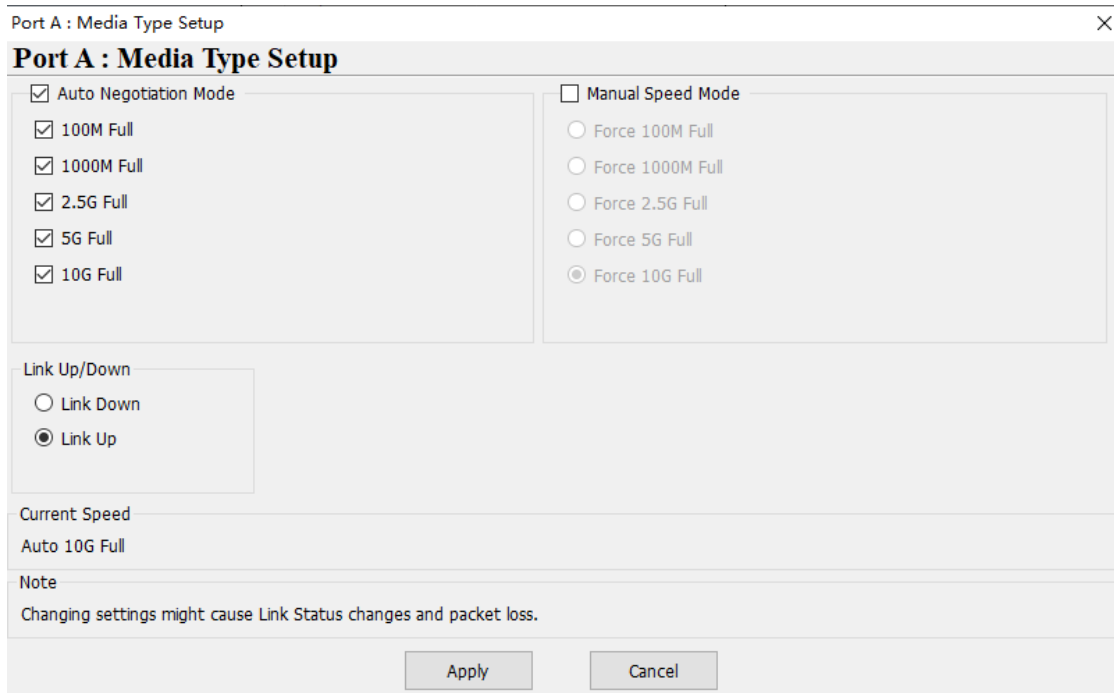 Port A : Media Type Setup
Port A : Media Type Setup
Auto Negotiation Mode
100M Full
1000M Full
2.5G Full
5G Full
10G Full
Manual Speed Mode
Force 100M Full
Force 1000M Full
Force 2.5G Full
Force 5G Full
Force 10G Full
Link Up/Down
Link Down
Link Up
Current Speed
Auto 10G Full
Note
Changing settings might cause Link Status changes and packet loss.
Apply
Cancel